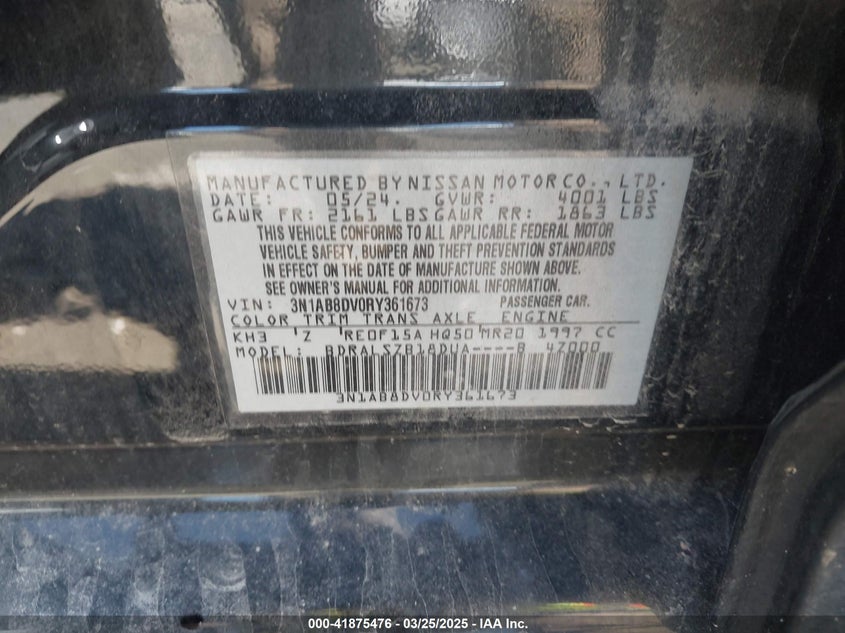 MANUFACTURED BY NISSAN MOTOR CO., LTD.
DATE: 05/24. GVWR: 4001 LBS
GAWR FR: 2161 LBS GAWR RR: 1863 LBS
THIS VEHICLE CONFORMS TO ALL APPLICABLE FEDERAL MOTOR
VEHICLE SAFETY, BUMPER AND THEFT PREVENTION STANDARDS
IN EFFECT ON THE DATE OF MANUFACTURE SHOWN ABOVE.
SEE OWNER'S MANUAL FOR ADDITIONAL INFORMATION.
VIN: 3N1AB8DV0RY361673 PASSENGER CAR.
COLOR TRIM TRANS AXLE ENGINE
KH3 Z RE0F15A HQ50 MR20 1997 CC
MODEL: BDRALSZB18DUA----B 47000
3N1AB8DV0RY361673
000-41875476 - 03/25/2025 - IAA Inc.